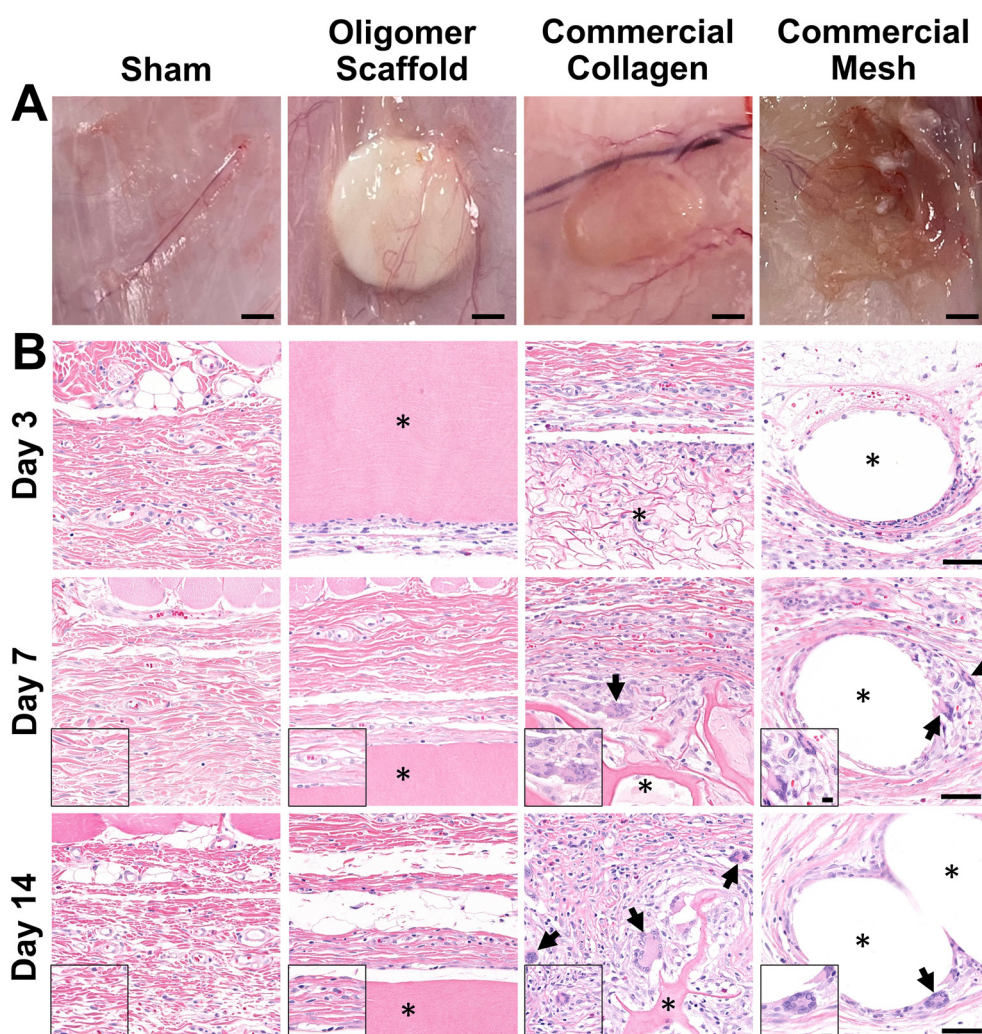 A
Sham
Oligomer
Scaffold
Commercial
Collagen
Commercial
Mesh
B
Day 3
*
*
*
Day 7
*
*
*
Day 14
*
*
*
*